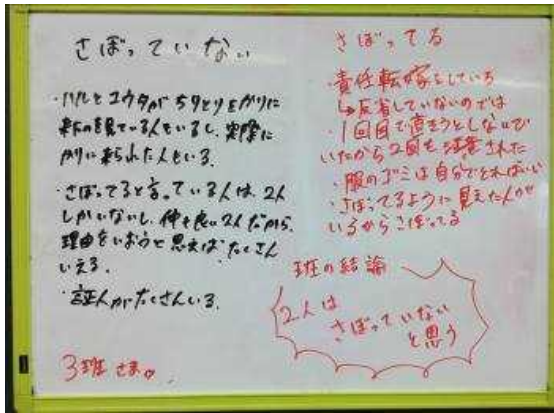 さぼっていない
・ハルとユウタがちりとりをかりに
来たの見ている人もいるし、実際に
かりに来られた人もいる。
・さぼってると言っている人は、2人
しかいないし、仲も良い2人だから、
理由をいおうと思えばたくさん
いえる。
・証人がたくさんいる。
3班
さぼってる
責任転嫁をしている
↳反省していないのでは
・1回目で直そうとしないで
いたから2回も注意された
・服のゴミは自分でとればいい
・さぼってるように見えた人が
いるからさぼってる
班の結論
2人は
さぼっていない
と思う